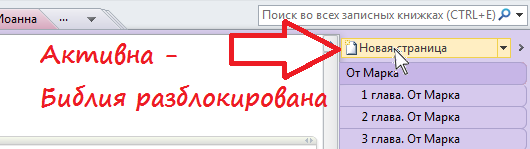 Иоанна
...
Поиск во всех записных книжках (CTRL+E)
Активна -
Библия разблокирована
Новая страница
От Марка
1 глава. От Марка
2 глава. От Марка
3 глава. От Марка